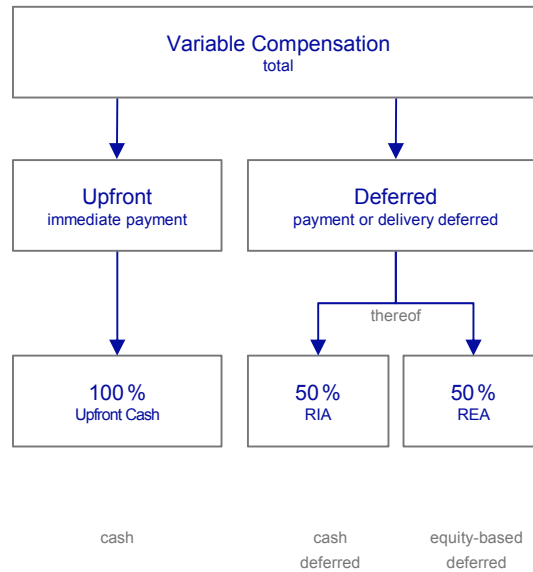 Variable Compensation
total
Upfront
immediate payment
Deferred
payment or delivery deferred
thereof
100 %
Upfront Cash
50 %
RIA
50 %
REA
cash
cash
deferred
equity-based
deferred